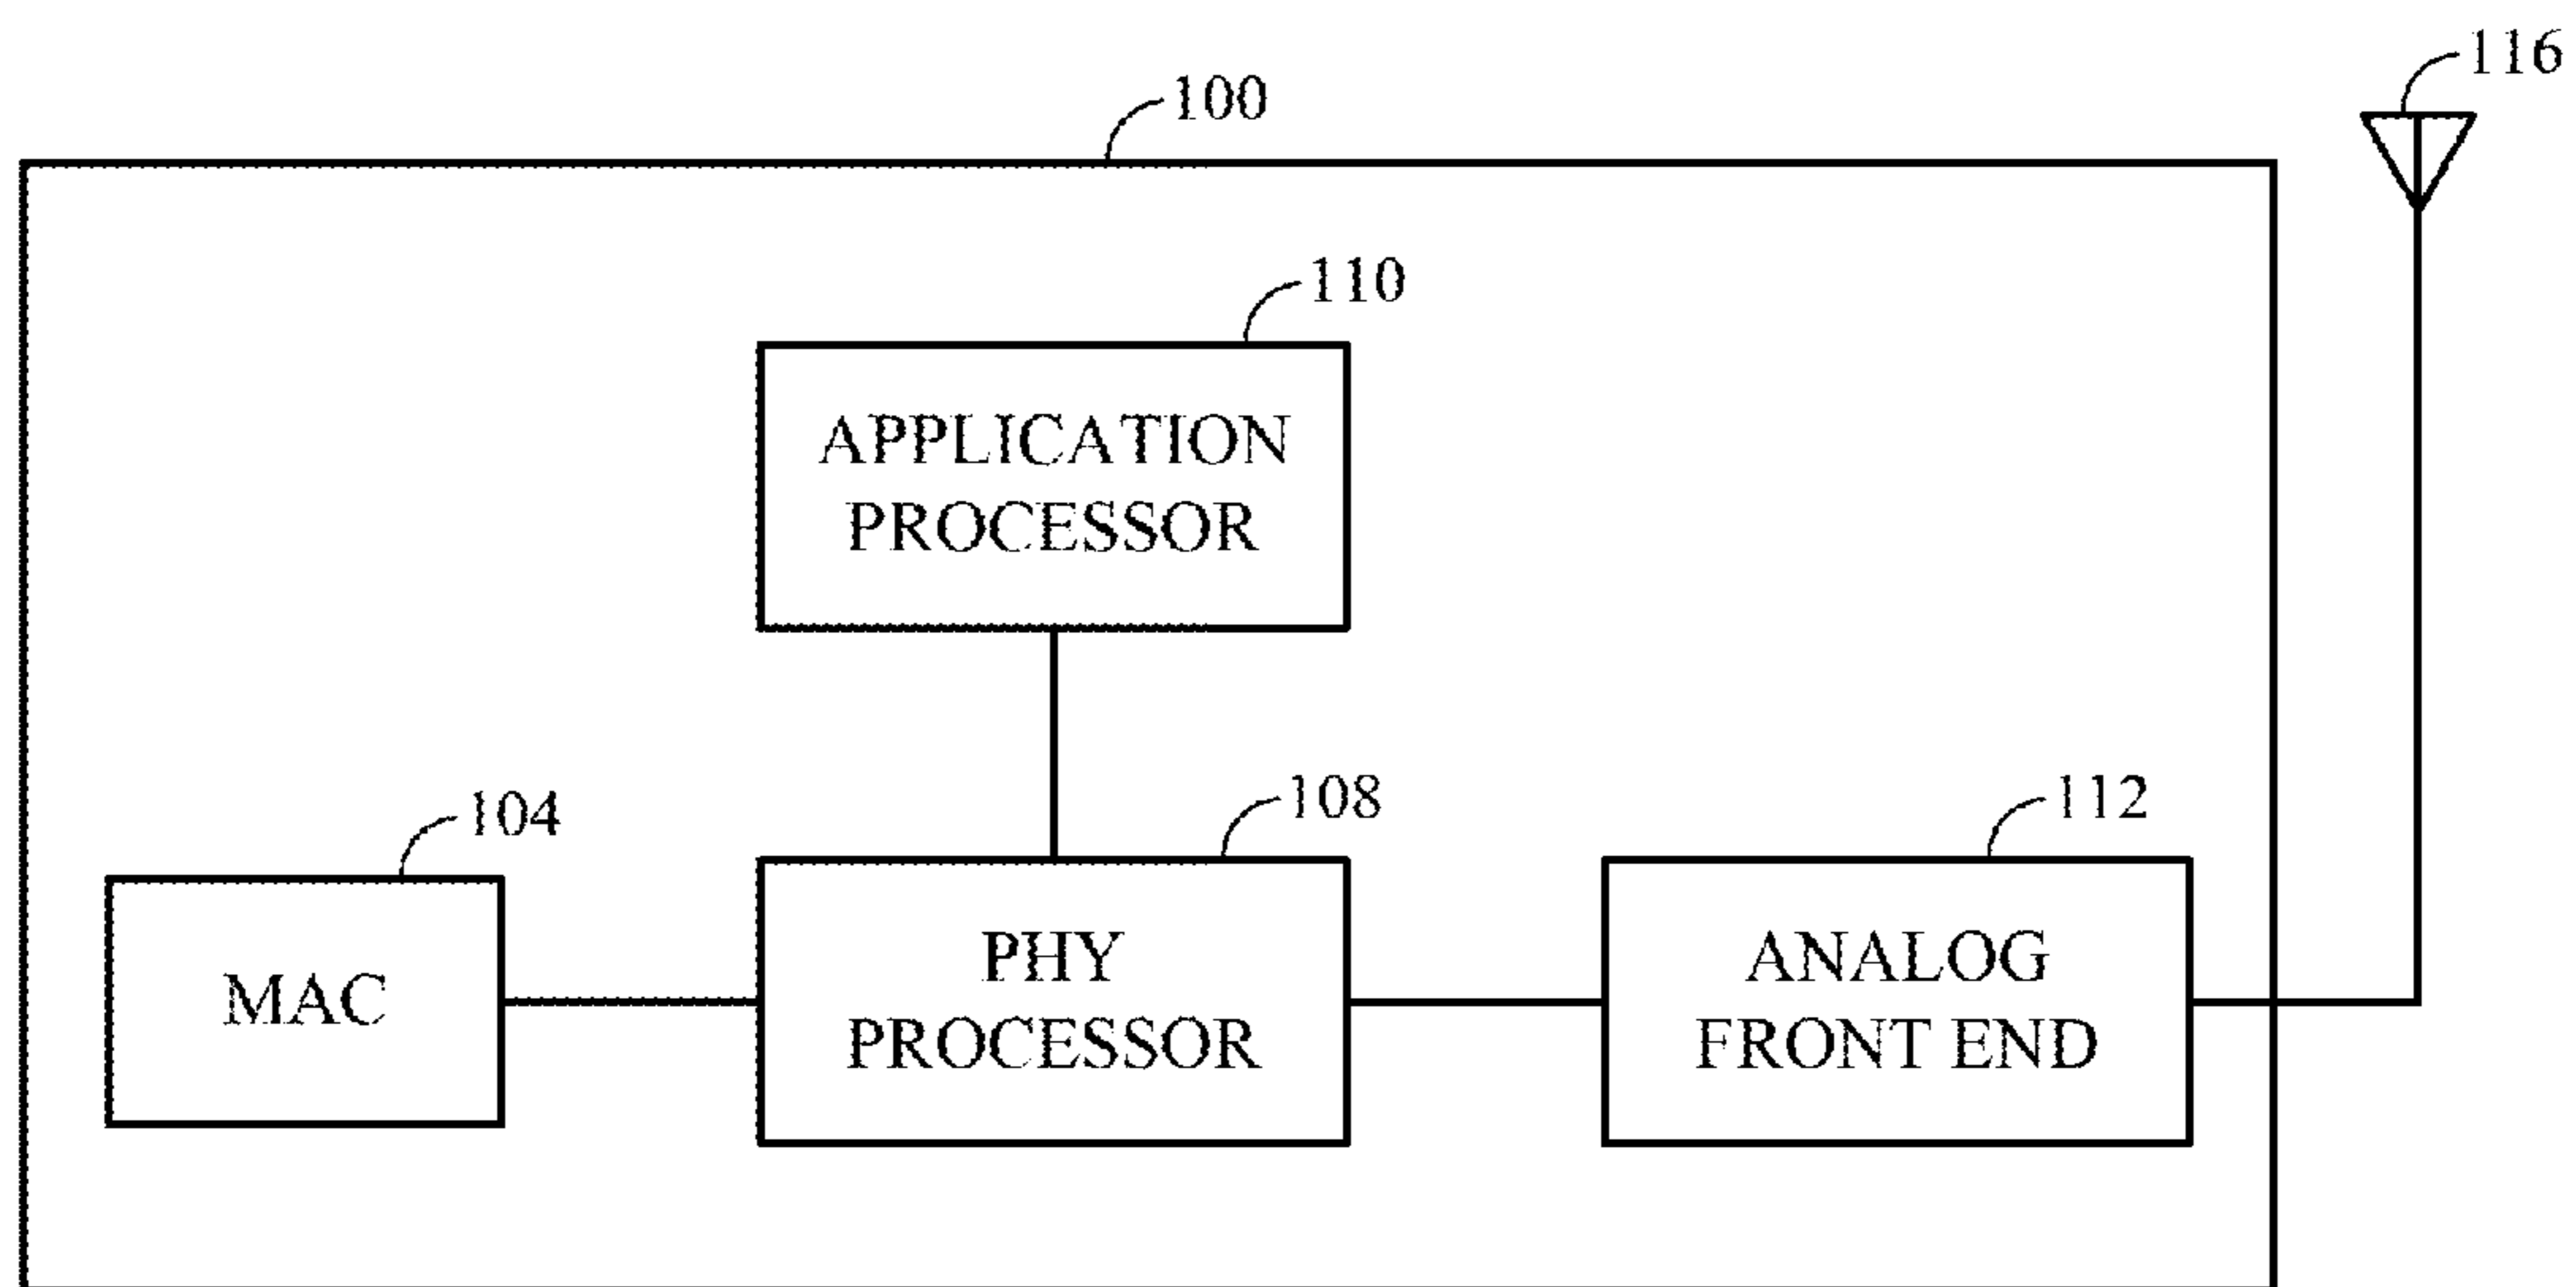 116
100
110
APPLICATION
PROCESSOR
104
108
112
MAC
PHY
PROCESSOR
ANALOG
FRONT END